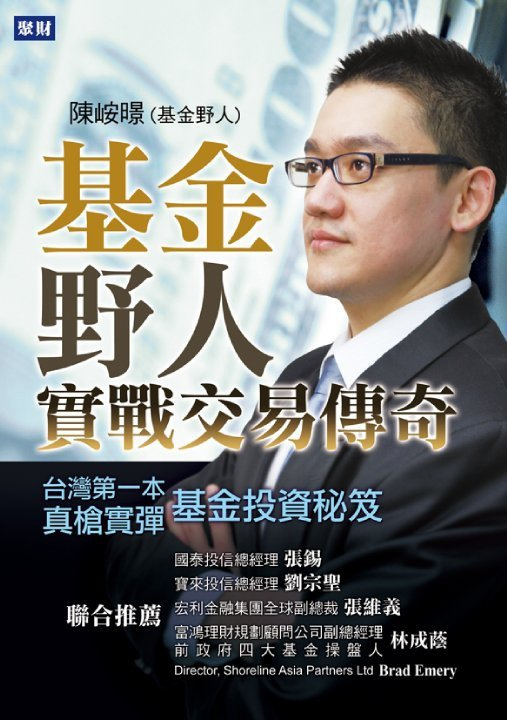 聚財
陳峖暻(基金野人)
基金
野人
實戰交易傳奇
台灣第一本
真槍實彈 基金投資秘笈
聯合推薦
國泰投信總經理 張錫
寶來投信總經理 劉宗聖
宏利金融集團全球副總裁 張維義
富鴻理財規劃顧問公司副總經理
前政府四大基金操盤人 林成蔭
Director, Shoreline Asia Partners Ltd Brad Emery